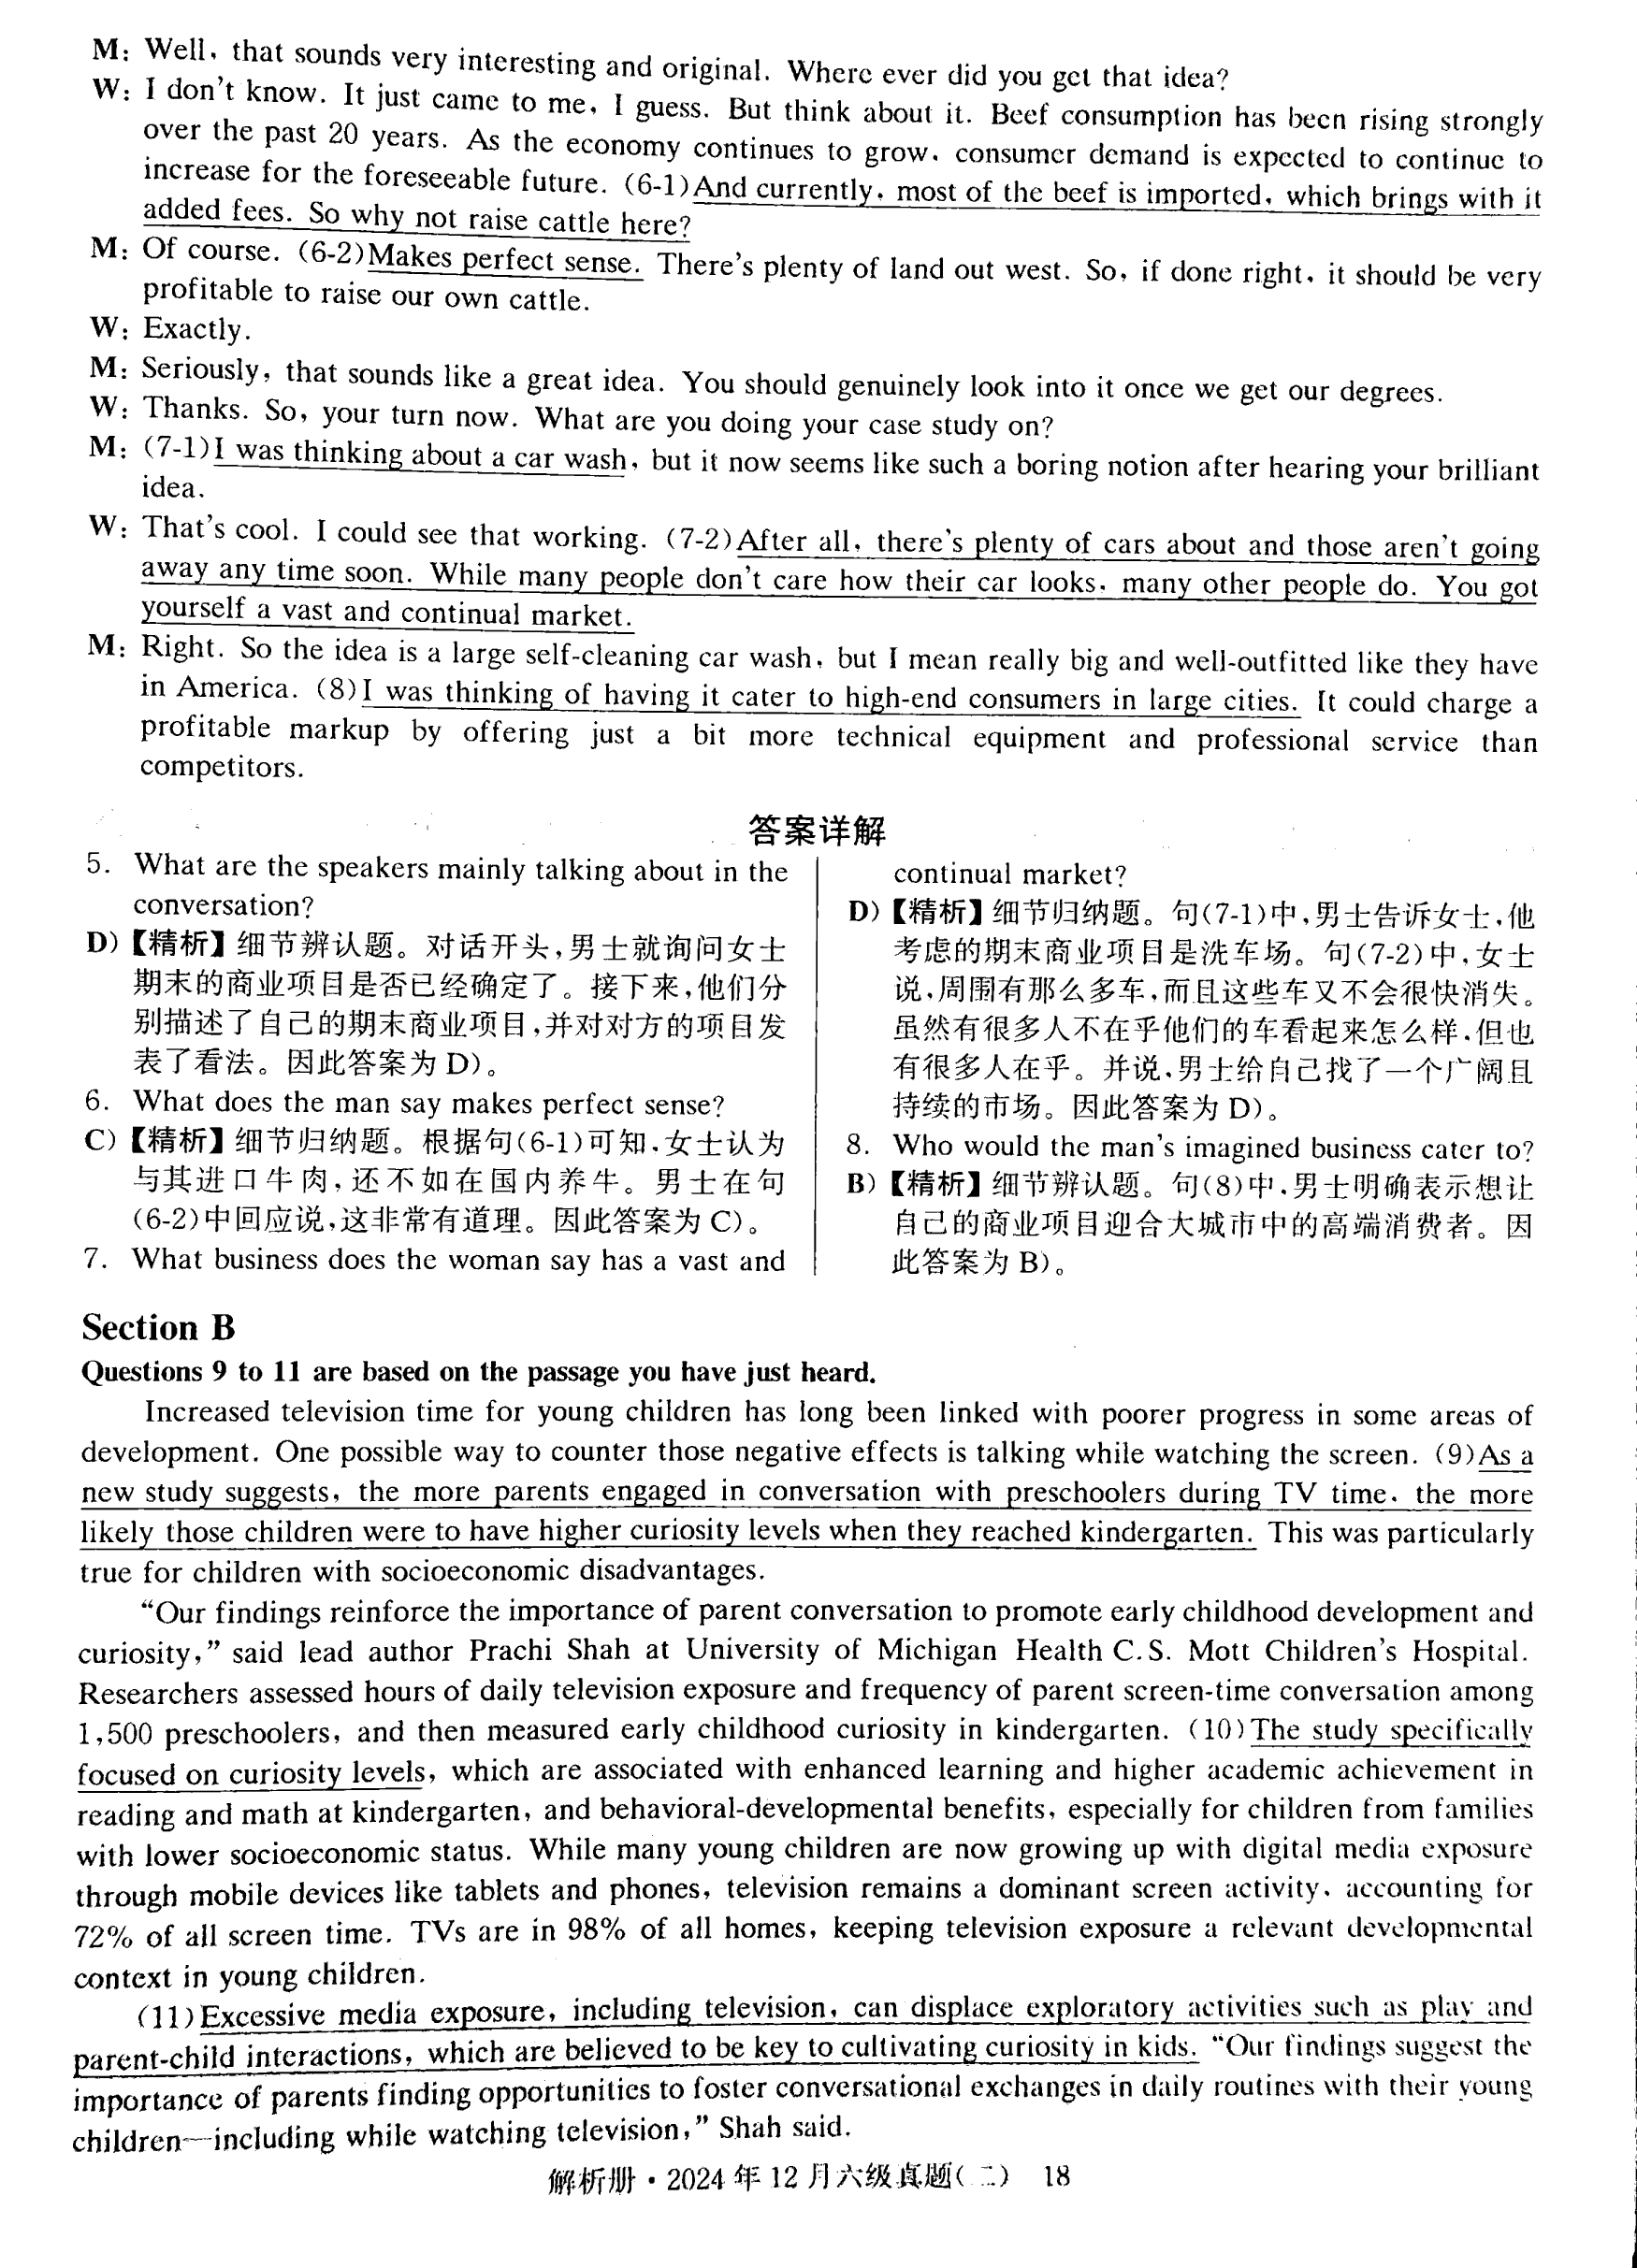 M: Well, that sounds very interesting and original. Where ever did you get that idea?
W: I don't know. It just came to me, I guess. But think about it. Beef consumption has been rising strongly
over the past 20 years. As the economy continues to grow, consumer demand is expected to continue to
increase for the foreseeable future. (6-1)And currently, most of the beef is imported, which brings with it
added fees. So why not raise cattle here?
M: Of course. (6-2)Makes perfect sense. There's plenty of land out west. So, if done right, it should be very
profitable to raise our own cattle.
W: Exactly.
M: Seriously, that sounds like a great idea. You should genuinely look into it once we get our degrees.
W: Thanks. So, your turn now. What are you doing your case study on?
M: (7-1)I was thinking about a car wash, but it now seems like such a boring notion after hearing your brilliant
idea.
W: That's cool. I could see that working. (7-2)After all, there's plenty of cars about and those aren't going
away any time soon. While many people don't care how their car looks, many other people do. You got
yourself a vast and continual market.
M: Right. So the idea is a large self-cleaning car wash, but I mean really big and well-outfitted like they have
in America. (8)I was thinking of having it cater to high-end consumers in large cities. It could charge a
profitable markup by offering just a bit more technical equipment and professional service than
competitors.
答案详解
5. What are the speakers mainly talking about in the
conversation?
D)【精析】细节辨认题。对话开头,男士就询问女士
期末的商业项目是否已经确定了。接下来,他们分
别描述了自己的期末商业项目,并对对方的项目发
表了看法。因此答案为 D)。
6. What does the man say makes perfect sense?
C)【精析】细节归纳题。根据句(6-1)可知,女士认为
与其进口牛肉,还不如在国内养牛。男士在句
(6-2)中回应说,这非常有道理。因此答案为 C)。
7. What business does the woman say has a vast and
continual market?
D)【精析】细节归纳题。句(7-1)中,男士告诉女士,他
考虑的期末商业项目是洗车场。句(7-2)中,女士
说,周围有那么多车,而且这些车又不会很快消失。
虽然有很多人不在乎他们的车看起来怎么样,但也
有很多人在乎。并说,男士给自己找了一个广阔且
持续的市场。因此答案为 D)。
8. Who would the man's imagined business cater to?
B)【精析】细节辨认题。句(8)中,男士明确表示想让
自己的商业项目迎合大城市中的高端消费者。因
此答案为 B)。
Section B
Questions 9 to 11 are based on the passage you have just heard.
Increased television time for young children has long been linked with poorer progress in some areas of
development. One possible way to counter those negative effects is talking while watching the screen. (9)As a
new study suggests, the more parents engaged in conversation with preschoolers during TV time, the more
likely those children were to have higher curiosity levels when they reached kindergarten. This was particularly
true for children with socioeconomic disadvantages.
“Our findings reinforce the importance of parent conversation to promote early childhood development and
curiosity,” said lead author Prachi Shah at University of Michigan Health C.S. Mott Children's Hospital.
Researchers assessed hours of daily television exposure and frequency of parent screen-time conversation among
1,500 preschoolers, and then measured early childhood curiosity in kindergarten. (10)The study specifically
focused on curiosity levels, which are associated with enhanced learning and higher academic achievement in
reading and math at kindergarten, and behavioral-developmental benefits, especially for children from families
with lower socioeconomic status. While many young children are now growing up with digital media exposure
through mobile devices like tablets and phones, television remains a dominant screen activity, accounting for
72% of all screen time. TVs are in 98% of all homes, keeping television exposure a relevant developmental
context in young children.
(11)Excessive media exposure, including television, can displace exploratory activities such as play and
parent-child interactions, which are believed to be key to cultivating curiosity in kids. “Our findings suggest the
importance of parents finding opportunities to foster conversational exchanges in daily routines with their young
children—including while watching television,” Shah said.
解析册·2024年12月六级真题(二) 18